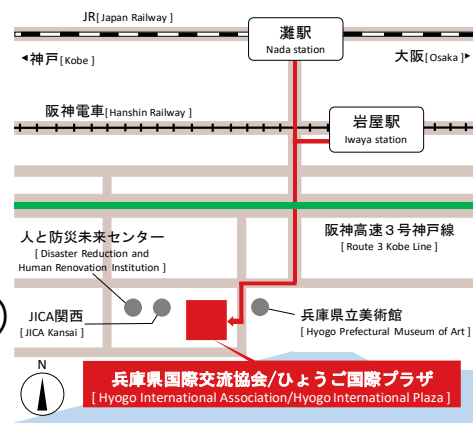 JR[Japan Railway]
灘駅
Nada station
◄神戸[Kobe]
大阪[Osaka]►
阪神電車[Hanshin Railway]
岩屋駅
Iwaya station
人と防災未来センター
[Disaster Reduction and
Human Renovation Institution]
阪神高速3号神戸線
[Route 3 Kobe Line]
JICA関西
[JICA Kansai]
兵庫県立美術館
[Hyogo Prefectural Museum of Art]
N
兵庫県国際交流協会/ひょうご国際プラザ
[Hyogo International Association/Hyogo International Plaza]